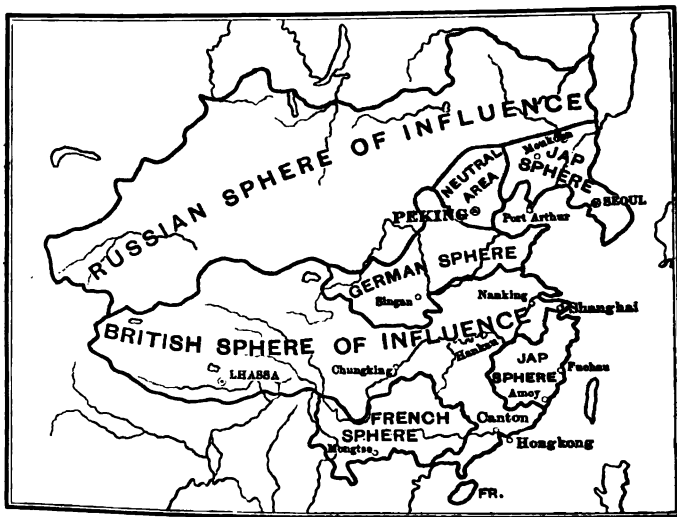 RUSSIAN SPHERE OF INFLUENCE
NEUTRAL
AREA
Moukden
JAP
SPHERE
PEKING
Port Arthur
SEOUL
GERMAN SPHERE
Singan
Nanking
Shanghai
BRITISH SPHERE OF INFLUENCE
Hankau
Chungking
LHASSA
JAP
SPHERE
Fuchau
Amoy
FRENCH
SPHERE
Canton
Mongtse
Hongkong
FR.